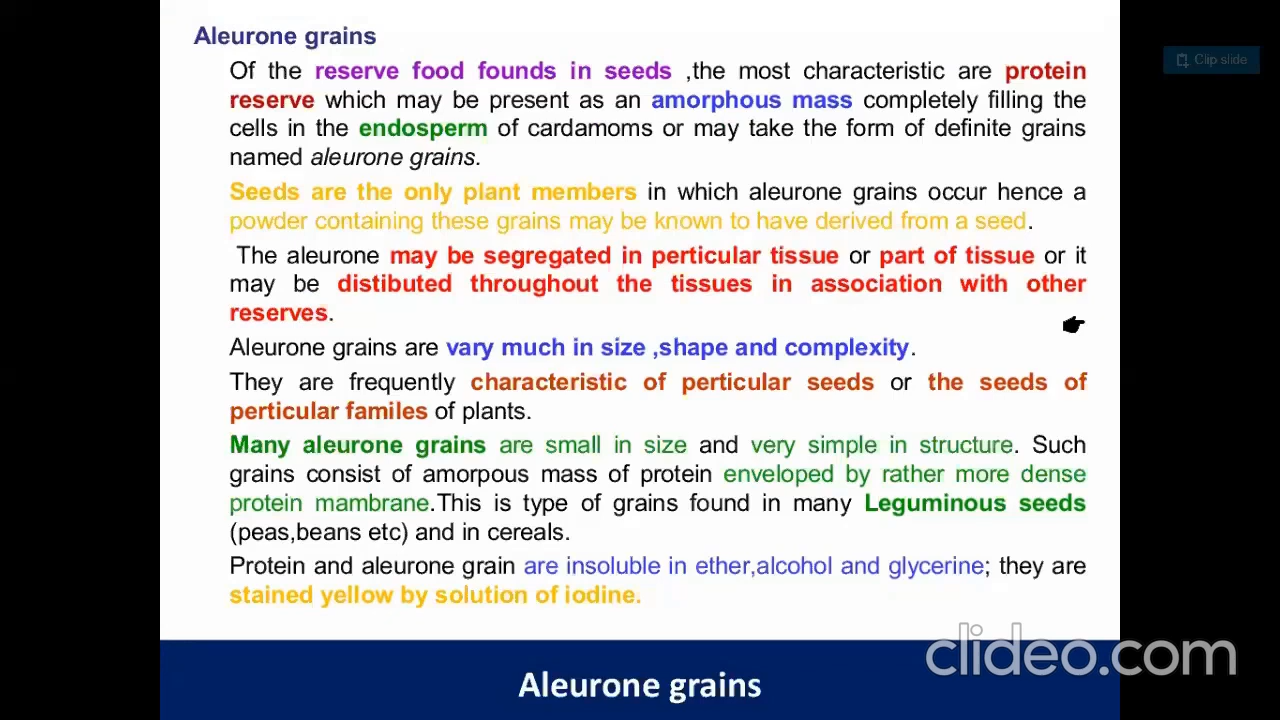 Aleurone grains
Clip slide
Of the reserve food founds in seeds ,the most characteristic are protein
reserve which may be present as an amorphous mass completely filling the
cells in the endosperm of cardamoms or may take the form of definite grains
named aleurone grains.
Seeds are the only plant members in which aleurone grains occur hence a
powder containing these grains may be known to have derived from a seed.
The aleurone may be segregated in perticular tissue or part of tissue or it
may be distibuted throughout the tissues in association with other
reserves.
Aleurone grains are vary much in size ,shape and complexity.
They are frequently characteristic of perticular seeds or the seeds of
perticular familes of plants.
Many aleurone grains are small in size and very simple in structure. Such
grains consist of amorpous mass of protein enveloped by rather more dense
protein mambrane.This is type of grains found in many Leguminous seeds
(peas,beans etc) and in cereals.
Protein and aleurone grain are insoluble in ether,alcohol and glycerine; they are
stained yellow by solution of iodine.
clideo.com
Aleurone grains